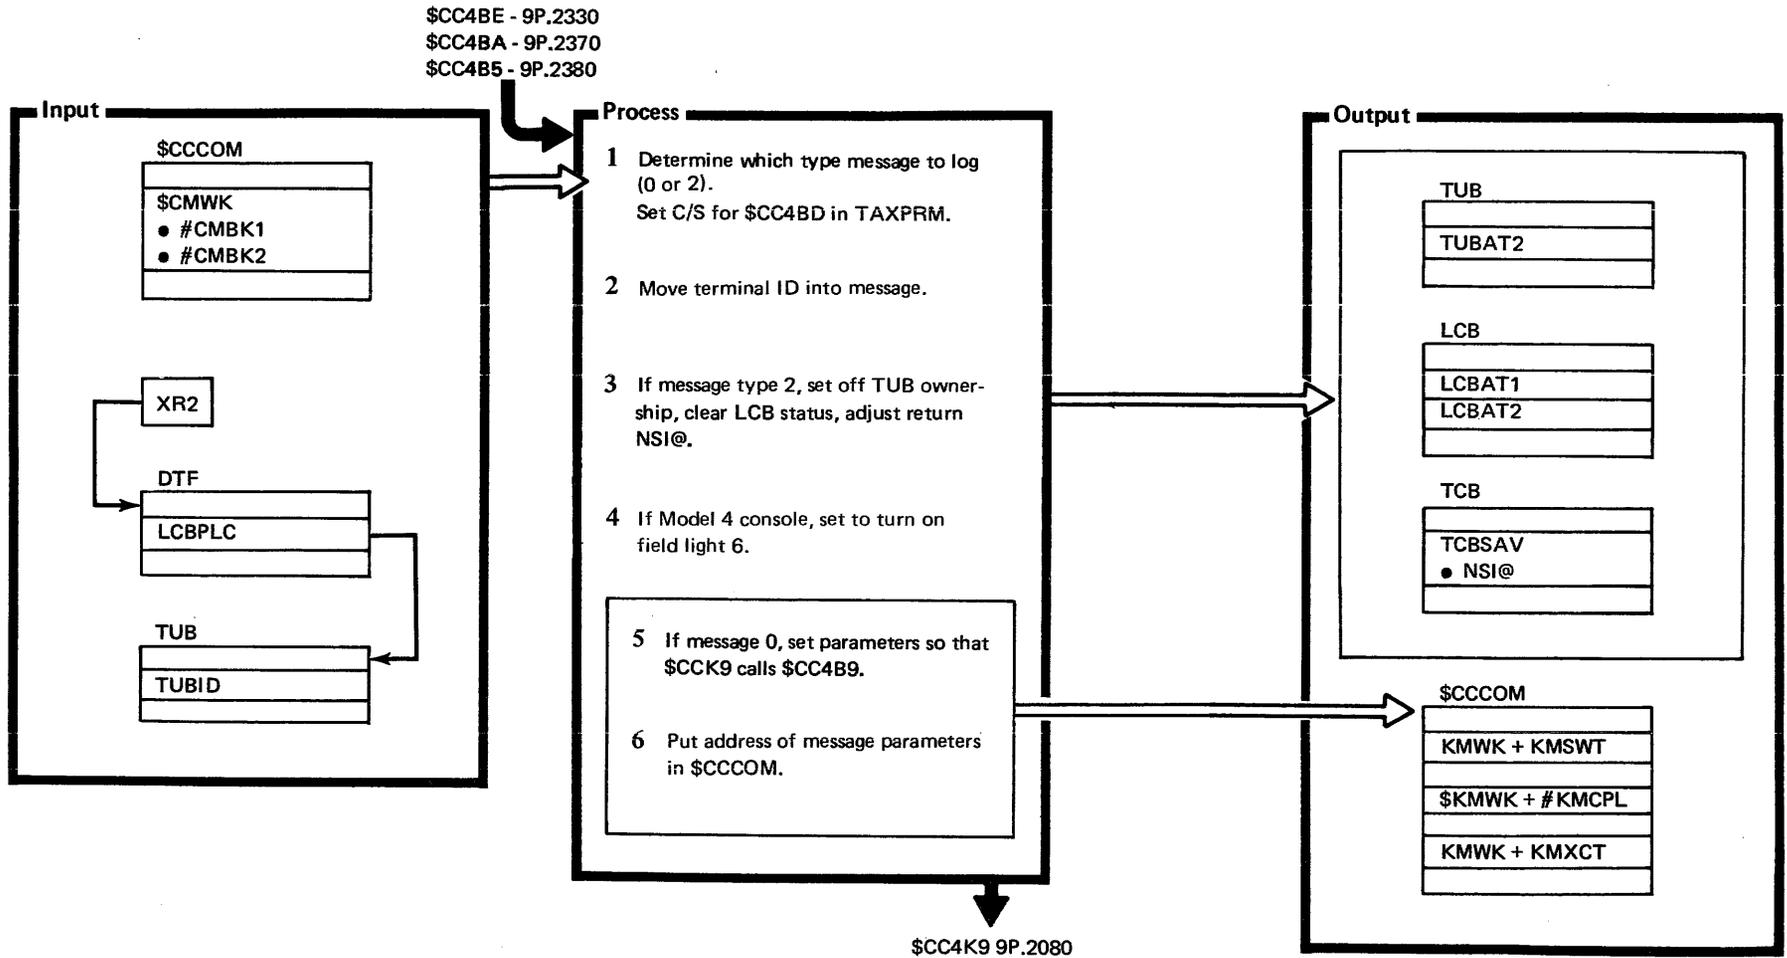 $CC4BE - 9P.2330
$CC4BA - 9P.2370
$CC4B5 - 9P.2380
Input
$CCCOM
$CMWK
● #CMBK1
● #CMBK2
XR2
DTF
LCBPLC
TUB
TUBID
Process
1 Determine which type message to log
(0 or 2).
Set C/S for $CC4BD in TAXPRM.
2 Move terminal ID into message.
3 If message type 2, set off TUB owner-
ship, clear LCB status, adjust return
NSI@.
4 If Model 4 console, set to turn on
field light 6.
5 If message 0, set parameters so that
$CCK9 calls $CC4B9.
6 Put address of message parameters
in $CCCOM.
$CC4K9 9P.2080
Output
TUB
TUBAT2
LCB
LCBAT1
LCBAT2
TCB
TCBSAV
● NSI@
$CCCOM
KMWK + KMSWT
$KMWK + #KMCPL
KMWK + KMXCT